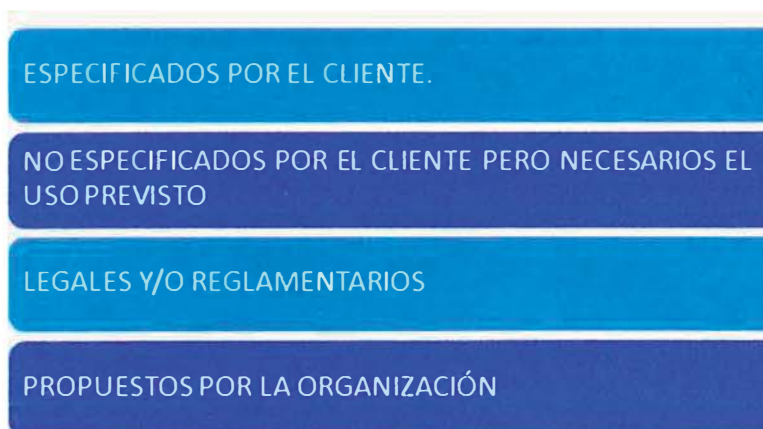 ESPECIFICADOS POR EL CLIENTE.
NO ESPECIFICADOS POR EL CLIENTE PERO NECESARIOS EL
USO PREVISTO
LEGALES Y/O REGLAMENTARIOS
PROPUESTOS POR LA ORGANIZACIÓN